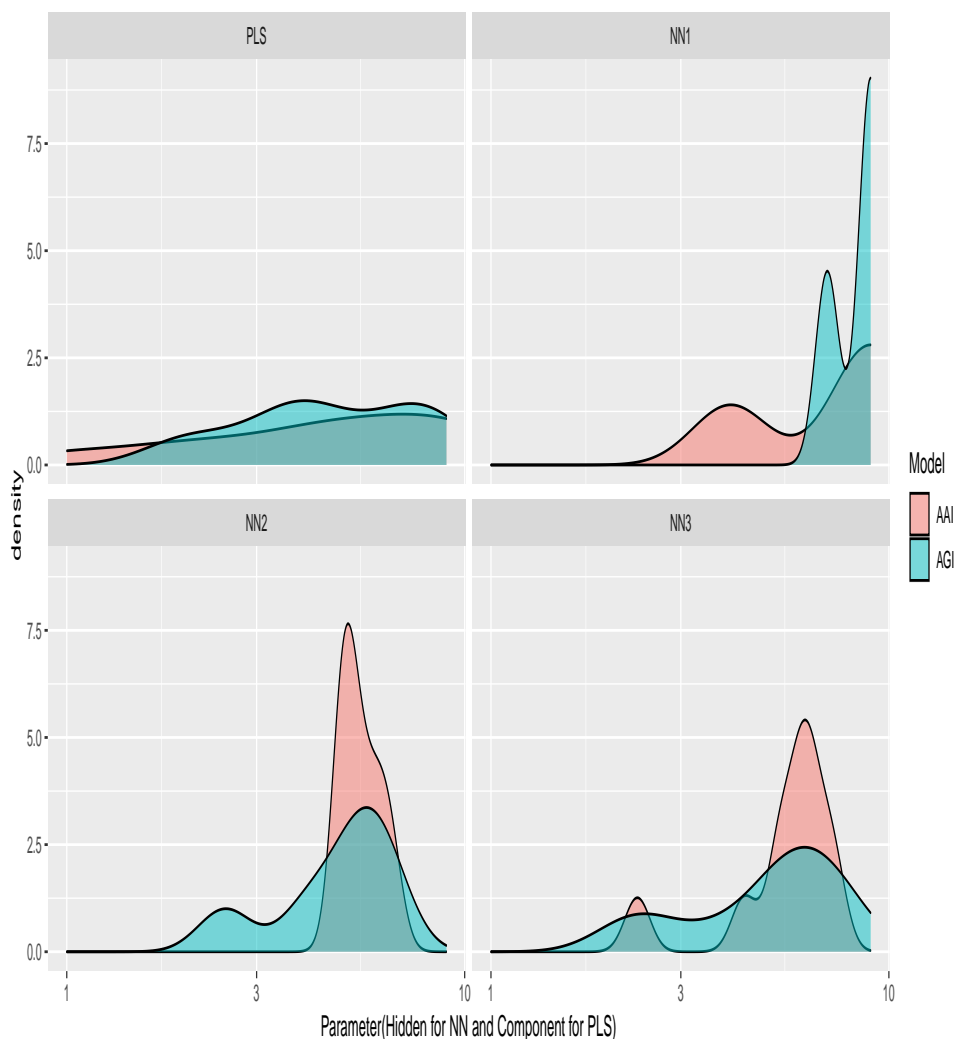 PLS
NN1
7.5
5.0
2.5
0.0
NN2
NN3
7.5
5.0
2.5
0.0
1
3
10
1
3
10
density
Parameter(Hidden for NN and Component for PLS)
Model
AAI
AGI